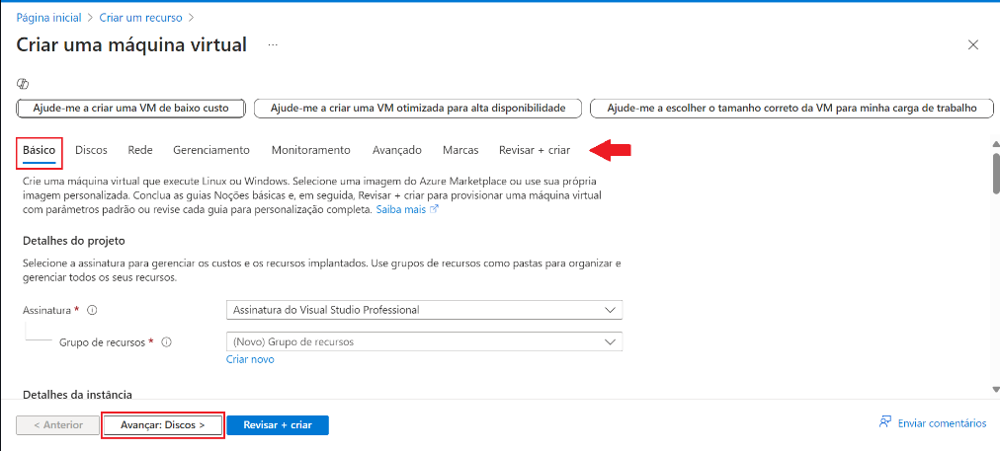 Página inicial > Criar um recurso >
Criar uma máquina virtual ...
Ajude-me a criar uma VM de baixo custo
Ajude-me a criar uma VM otimizada para alta disponibilidade
Ajude-me a escolher o tamanho correto da VM para minha carga de trabalho
Básico Discos Rede Gerenciamento Monitoramento Avançado Marcas Revisar + criar
Crie uma máquina virtual que execute Linux ou Windows. Selecione uma imagem do Azure Marketplace ou use sua própria
imagem personalizada. Conclua as guias Noções básicas e, em seguida, Revisar + criar para provisionar uma máquina virtual
com parâmetros padrão ou revise cada guia para personalização completa. Saiba mais
Detalhes do projeto
Selecione a assinatura para gerenciar os custos e os recursos implantados. Use grupos de recursos como pastas para organizar e
gerenciar todos os seus recursos.
Assinatura * Assinatura do Visual Studio Professional
Grupo de recursos * (Novo) Grupo de recursos
Criar novo
Detalhes da instância
< Anterior Avançar: Discos > Revisar + criar Enviar comentários